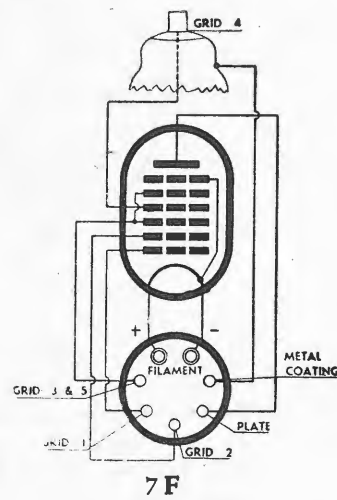 GRID 4
+ −
FILAMENT
METAL
COATING
GRID 3 & 5
PLATE
GRID 1
GRID 2
7F